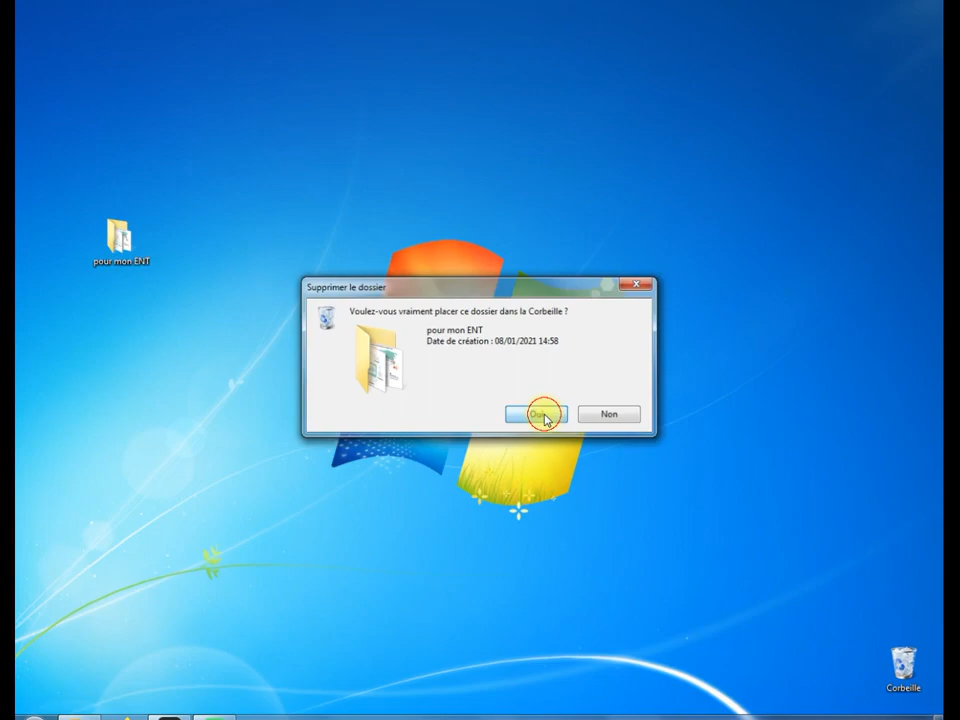 pour mon ENT
Supprimer le dossier
Voulez-vous vraiment placer ce dossier dans la Corbeille ?
pour mon ENT
Date de création : 08/01/2021 14:58
Oui
Non
Corbeille